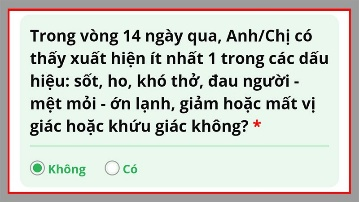 Trong vòng 14 ngày qua, Anh/Chị có
thấy xuất hiện ít nhất 1 trong các dấu
hiệu: sốt, ho, khó thở, đau người -
mệt mỏi - ớn lạnh, giảm hoặc mất vị
giác hoặc khứu giác không? *
Không Có